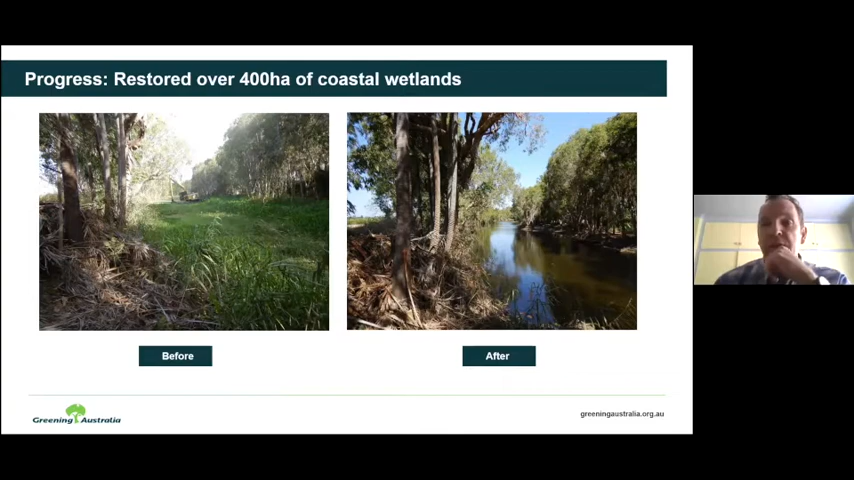 Progress: Restored over 400ha of coastal wetlands
Before
After
Greening Australia
greeningaustralia.org.au